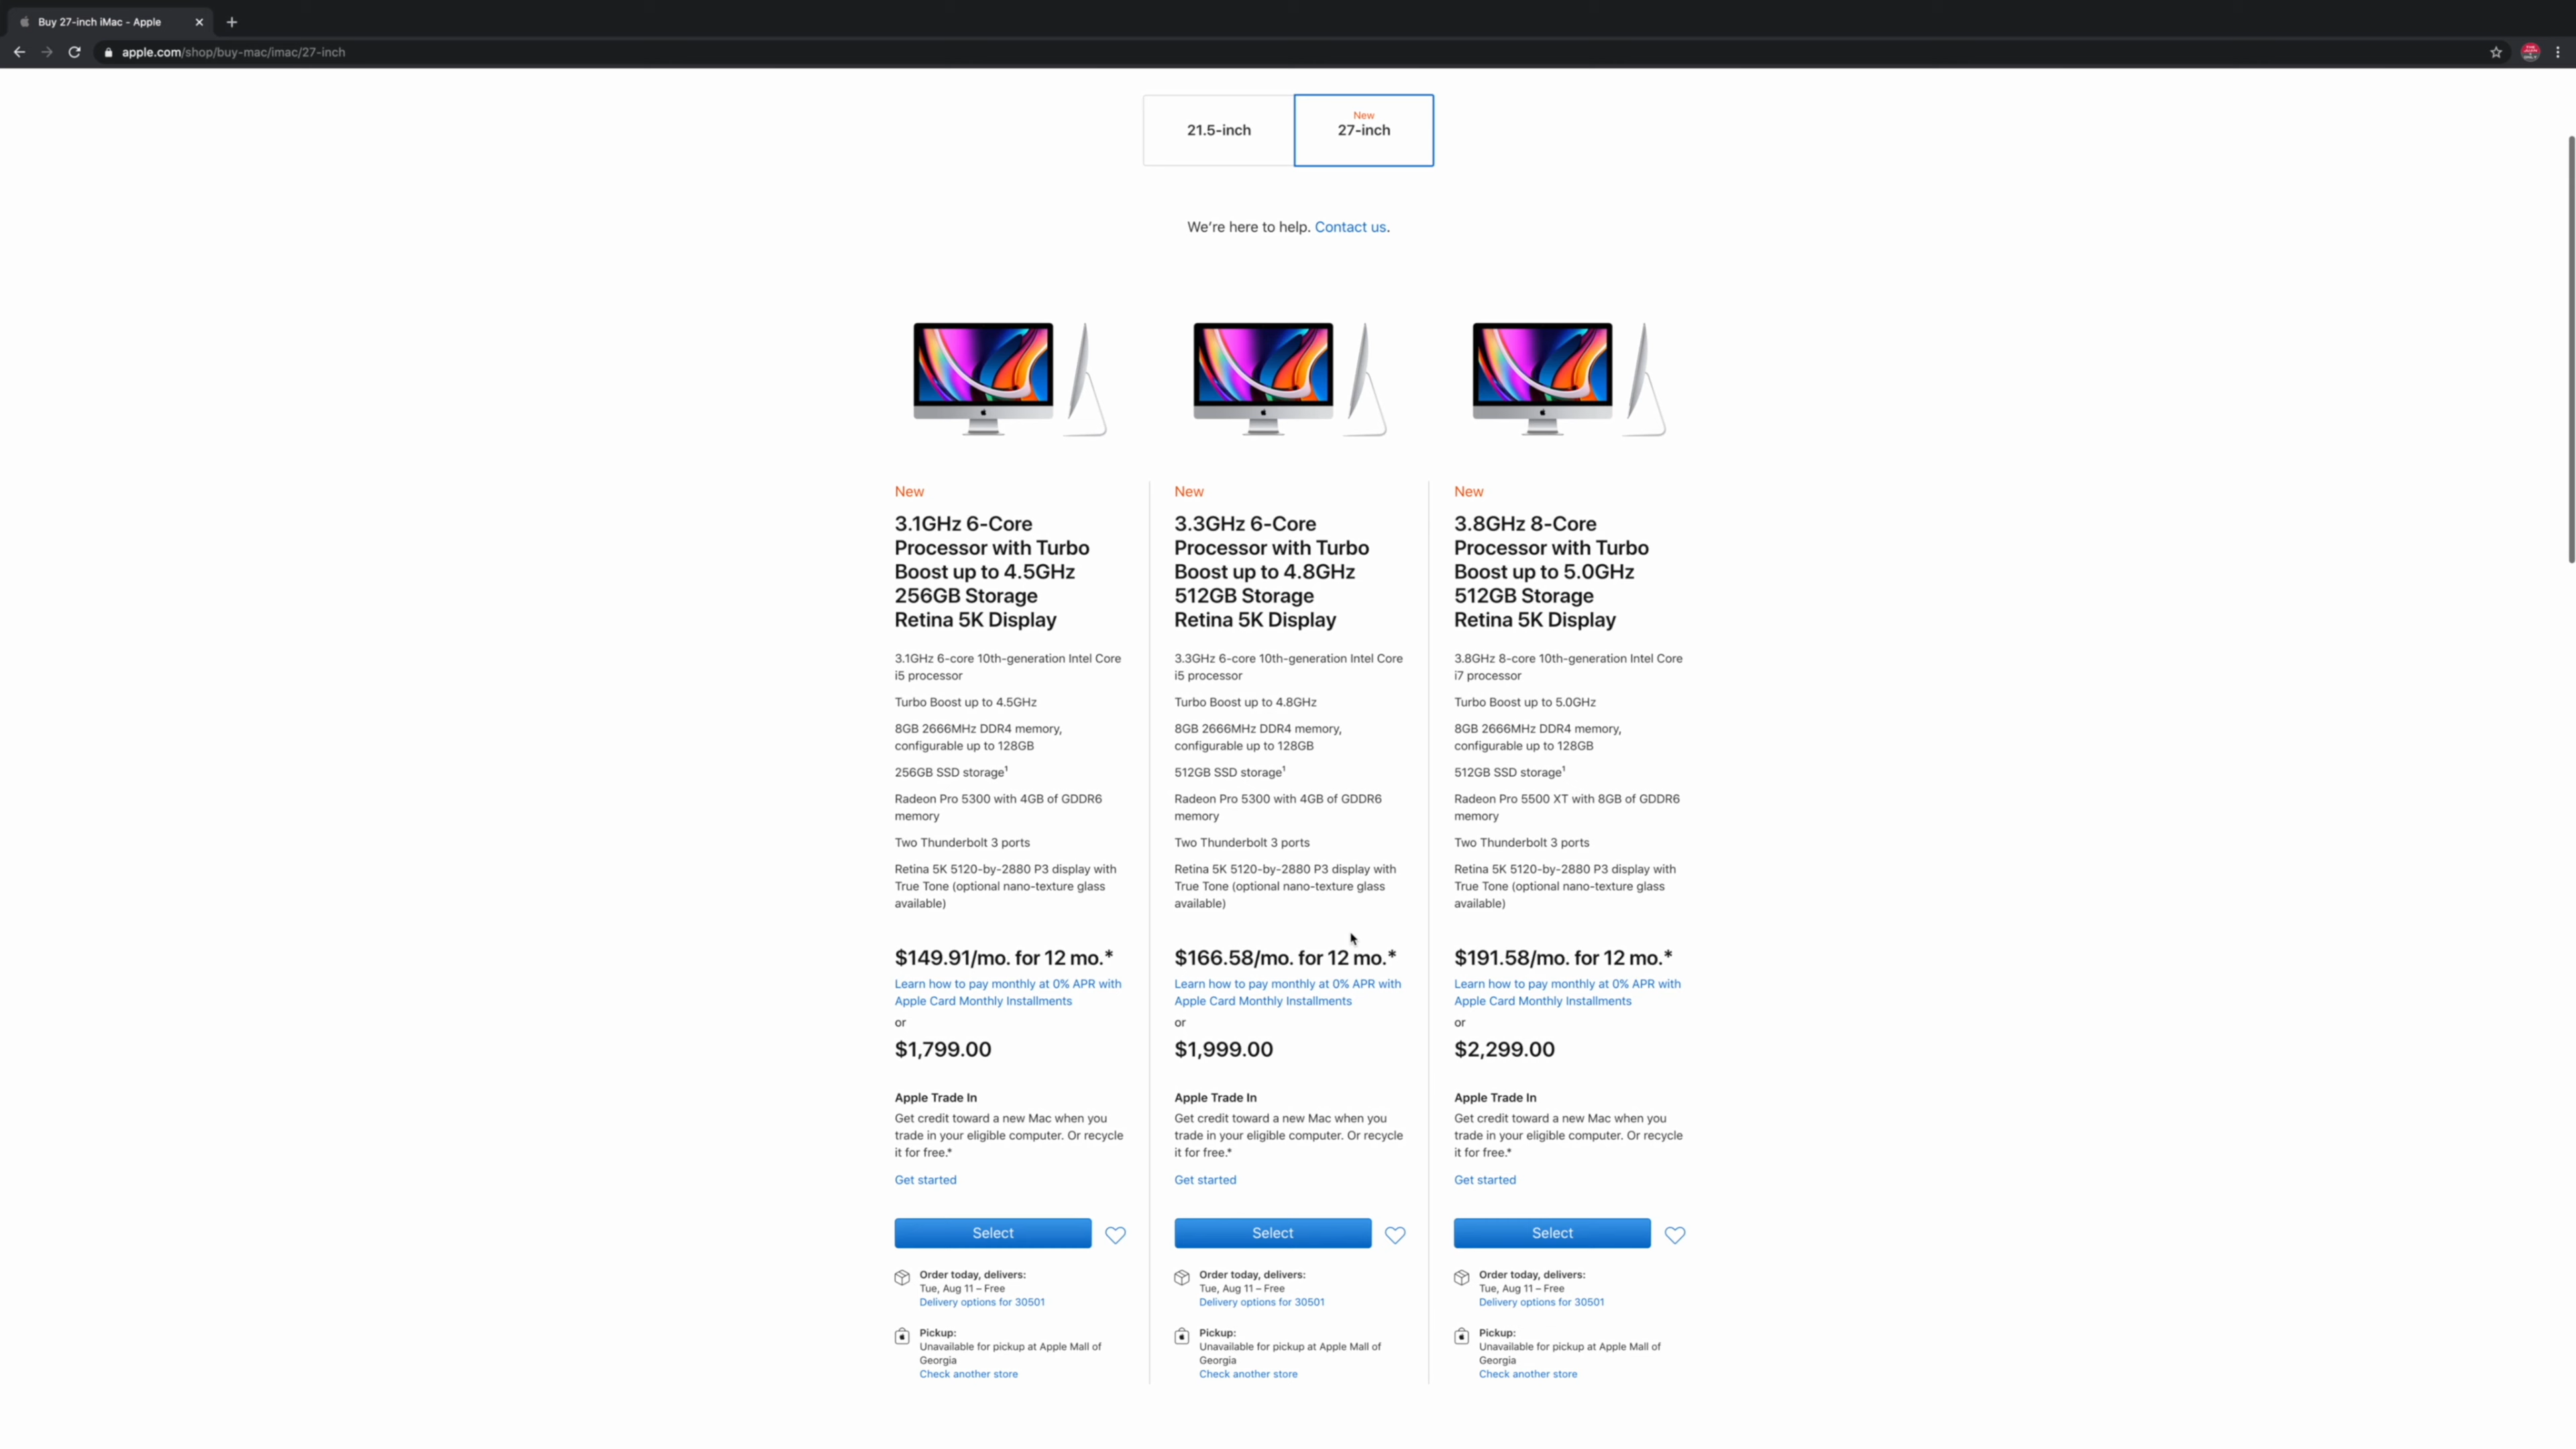 Buy 27-inch iMac - Apple
apple.com/shop/buy-mac/imac/27-inch
21.5-inch
New
27-inch
We're here to help. Contact us.
New
3.1GHz 6-Core
Processor with Turbo
Boost up to 4.5GHz
256GB Storage
Retina 5K Display
3.1GHz 6-core 10th-generation Intel Core
i5 processor
Turbo Boost up to 4.5GHz
8GB 2666MHz DDR4 memory,
configurable up to 128GB
256GB SSD storage¹
Radeon Pro 5300 with 4GB of GDDR6
memory
Two Thunderbolt 3 ports
Retina 5K 5120-by-2880 P3 display with
True Tone (optional nano-texture glass
available)
$149.91/mo. for 12 mo.*
Learn how to pay monthly at 0% APR with
Apple Card Monthly Installments
or
$1,799.00
Apple Trade In
Get credit toward a new Mac when you
trade in your eligible computer. Or recycle
it for free.*
Get started
Select
Order today, delivers:
Tue, Aug 11 – Free
Delivery options for 30501
Pickup:
Unavailable for pickup at Apple Mall of
Georgia
Check another store
New
3.3GHz 6-Core
Processor with Turbo
Boost up to 4.8GHz
512GB Storage
Retina 5K Display
3.3GHz 6-core 10th-generation Intel Core
i5 processor
Turbo Boost up to 4.8GHz
8GB 2666MHz DDR4 memory,
configurable up to 128GB
512GB SSD storage¹
Radeon Pro 5300 with 4GB of GDDR6
memory
Two Thunderbolt 3 ports
Retina 5K 5120-by-2880 P3 display with
True Tone (optional nano-texture glass
available)
$166.58/mo. for 12 mo.*
Learn how to pay monthly at 0% APR with
Apple Card Monthly Installments
or
$1,999.00
Apple Trade In
Get credit toward a new Mac when you
trade in your eligible computer. Or recycle
it for free.*
Get started
Select
Order today, delivers:
Tue, Aug 11 – Free
Delivery options for 30501
Pickup:
Unavailable for pickup at Apple Mall of
Georgia
Check another store
New
3.8GHz 8-Core
Processor with Turbo
Boost up to 5.0GHz
512GB Storage
Retina 5K Display
3.8GHz 8-core 10th-generation Intel Core
i7 processor
Turbo Boost up to 5.0GHz
8GB 2666MHz DDR4 memory,
configurable up to 128GB
512GB SSD storage¹
Radeon Pro 5500 XT with 8GB of GDDR6
memory
Two Thunderbolt 3 ports
Retina 5K 5120-by-2880 P3 display with
True Tone (optional nano-texture glass
available)
$191.58/mo. for 12 mo.*
Learn how to pay monthly at 0% APR with
Apple Card Monthly Installments
or
$2,299.00
Apple Trade In
Get credit toward a new Mac when you
trade in your eligible computer. Or recycle
it for free.*
Get started
Select
Order today, delivers:
Tue, Aug 11 – Free
Delivery options for 30501
Pickup:
Unavailable for pickup at Apple Mall of
Georgia
Check another store